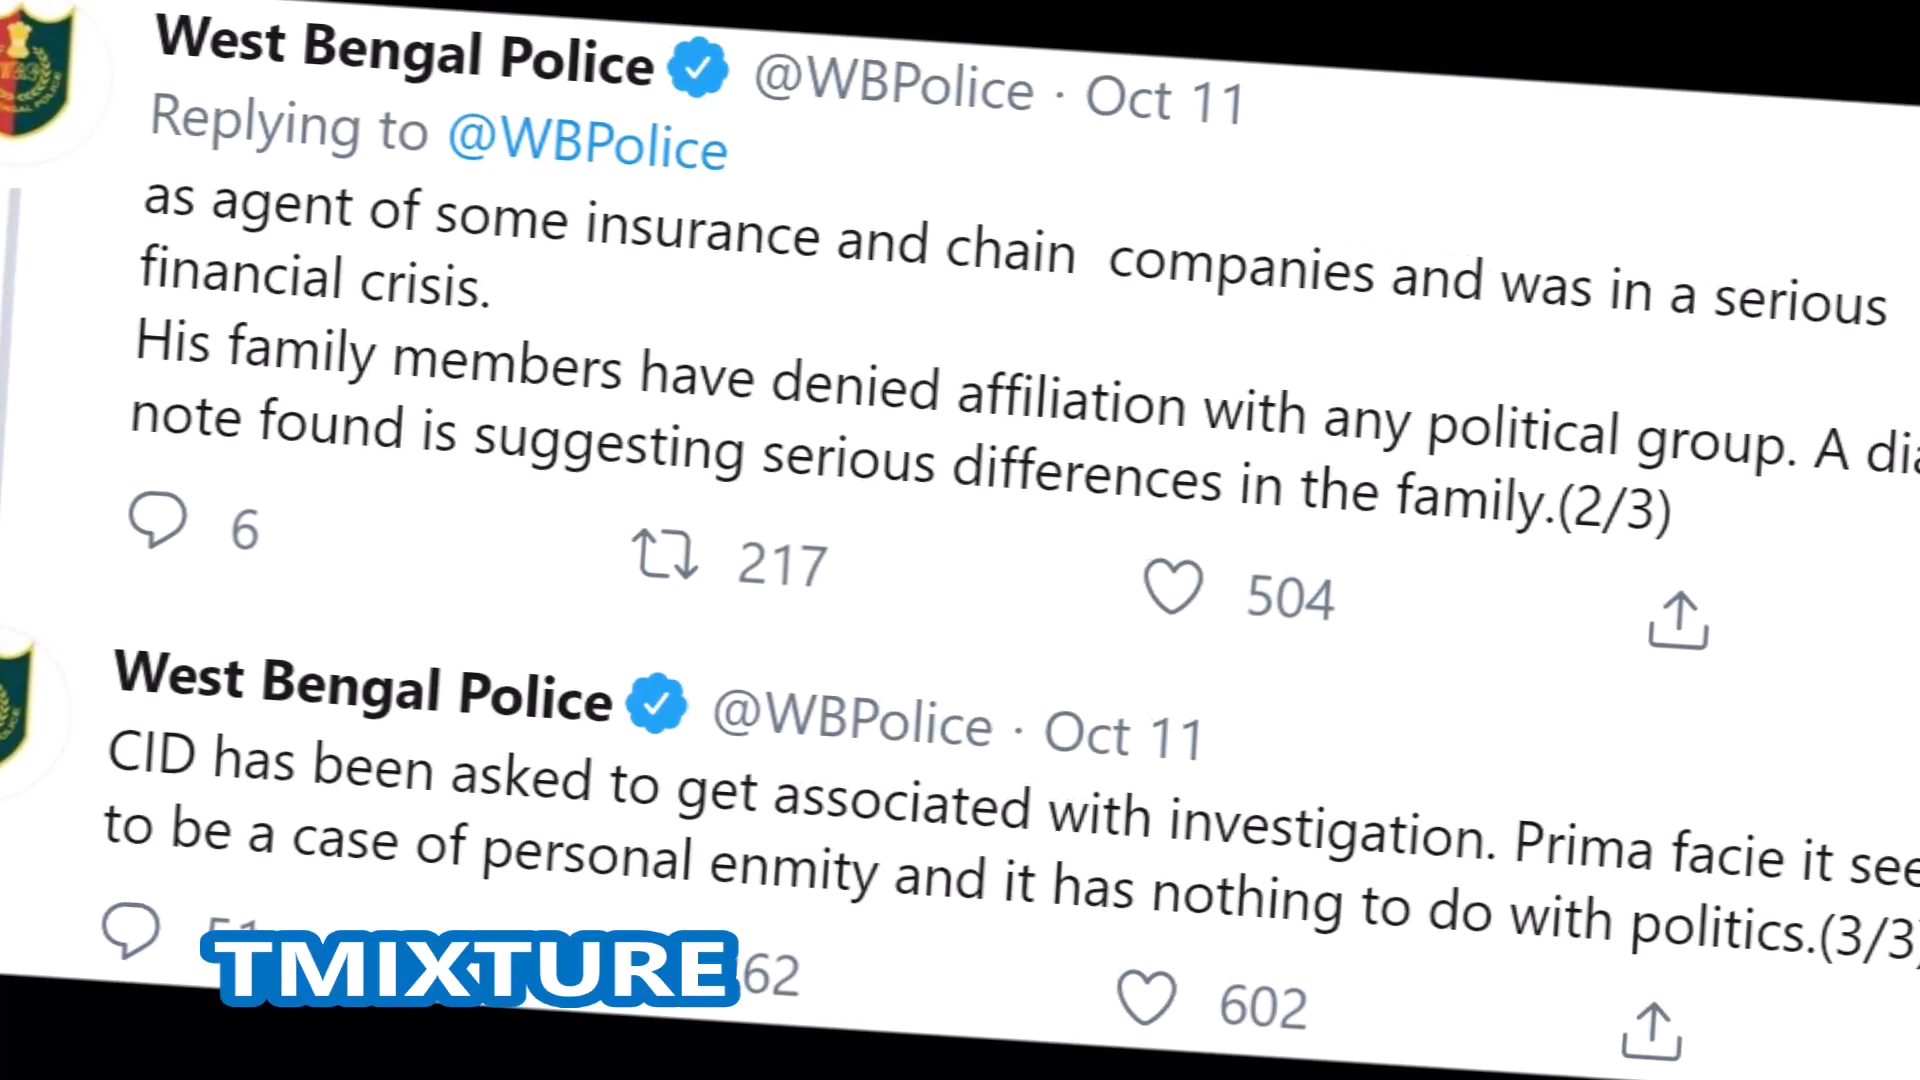 West Bengal Police @WBPolice · Oct 11
Replying to @WBPolice
as agent of some insurance and chain companies and was in a serious
financial crisis.
His family members have denied affiliation with any political group. A
note found is suggesting serious differences in the family.(2/3)
6 217 504
West Bengal Police @WBPolice · Oct 11
CID has been asked to get associated with investigation. Prima facie it
to be a case of personal enmity and it has nothing to do with politics.(3/3)
62 602
TMIXTURE